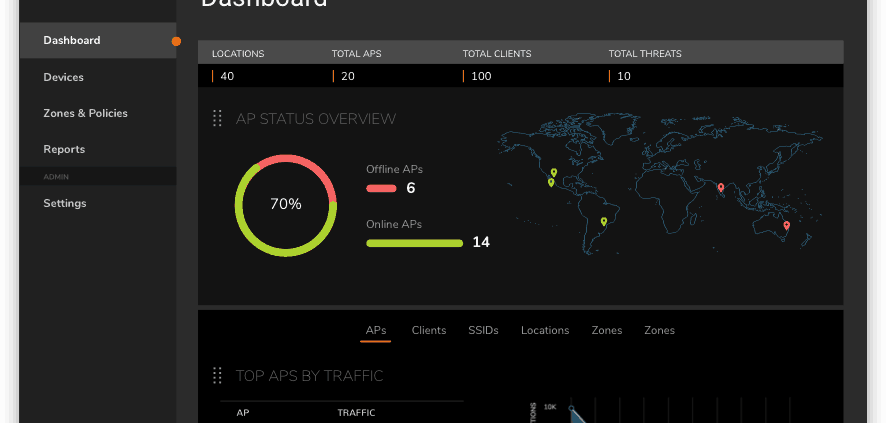 Dashboard
Dashboard
Devices
Zones & Policies
Reports
ADMIN
Settings
LOCATIONS TOTAL APS TOTAL CLIENTS TOTAL THREATS
40 20 100 10
AP STATUS OVERVIEW
70%
Offline APs
6
Online APs
14
APs Clients SSIDs Locations Zones Zones
TOP APS BY TRAFFIC
AP TRAFFIC
10K